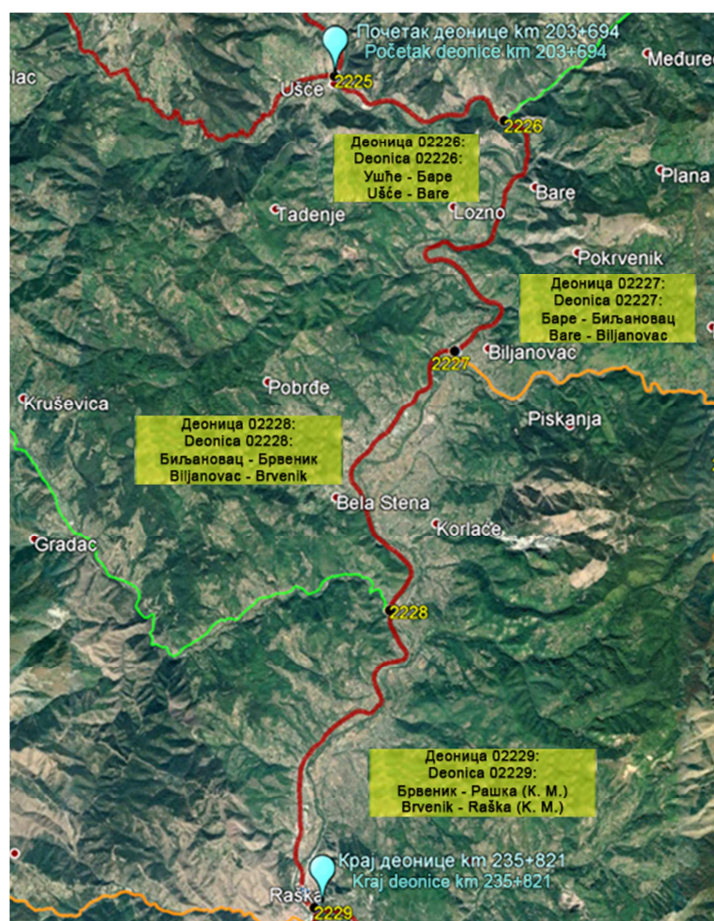 Почетак деонице km 203+694
Početak deonice km 203+694
2225
Ušće
Međureč
lac
2226
Деоница 02226:
Deonica 02226:
Ушће - Баре
Ušće - Bare
Plana
Bare
Tadenje
Lozno
Pokrvenik
Деоница 02227:
Deonica 02227:
Баре - Биљановац
Bare - Biljanovac
Biljanovac
2227
Pobrđe
Kruševica
Piskanja
Деоница 02228:
Deonica 02228:
Биљановац - Брвеник
Biljanovac - Brvenik
Bela Stena
Korlaće
Gradac
2228
Деоница 02229:
Deonica 02229:
Брвеник - Рашка (К. М.)
Brvenik - Raška (K. M.)
Крај деонице km 235+821
Kraj deonice km 235+821
Raška
2229